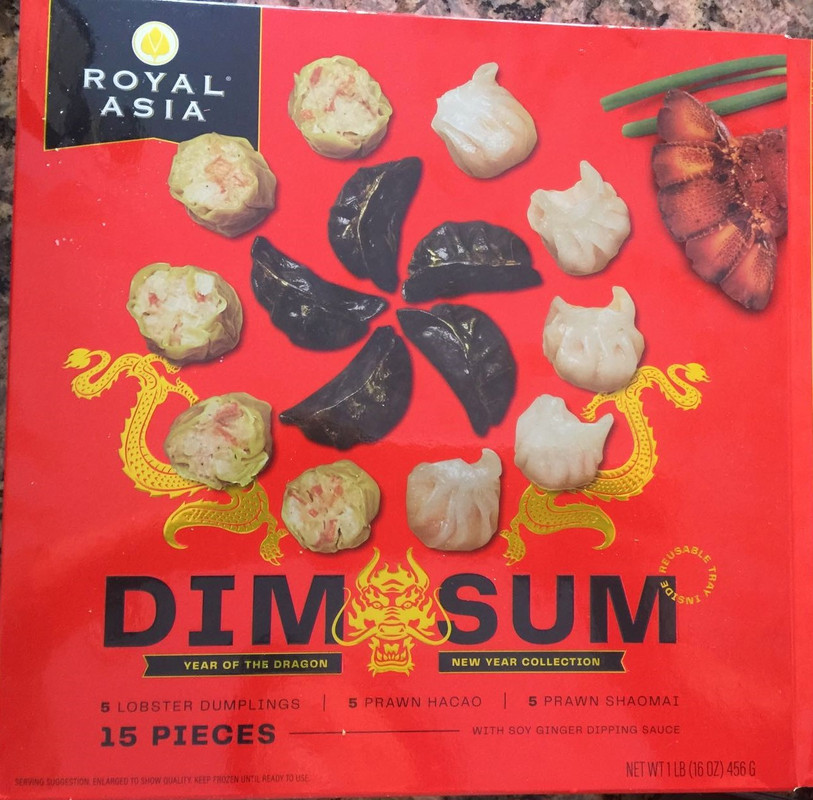 ROYAL®
ASIA
DIM SUM
REUSABLE TRAY INSIDE
YEAR OF THE DRAGON
NEW YEAR COLLECTION
5 LOBSTER DUMPLINGS | 5 PRAWN HACAO | 5 PRAWN SHAOMAI
15 PIECES
WITH SOY GINGER DIPPING SAUCE
NET WT 1 LB (16 OZ) 456 G
SERVING SUGGESTION. ENLARGED TO SHOW QUALITY. KEEP FROZEN UNTIL READY TO USE.